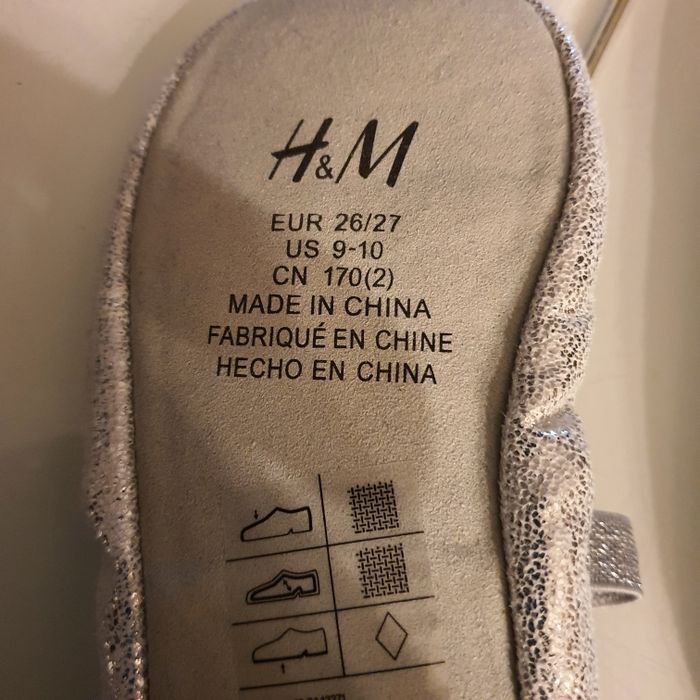 H&M
EUR 26/27
US 9-10
CN 170(2)
MADE IN CHINA
FABRIQUÉ EN CHINE
HECHO EN CHINA